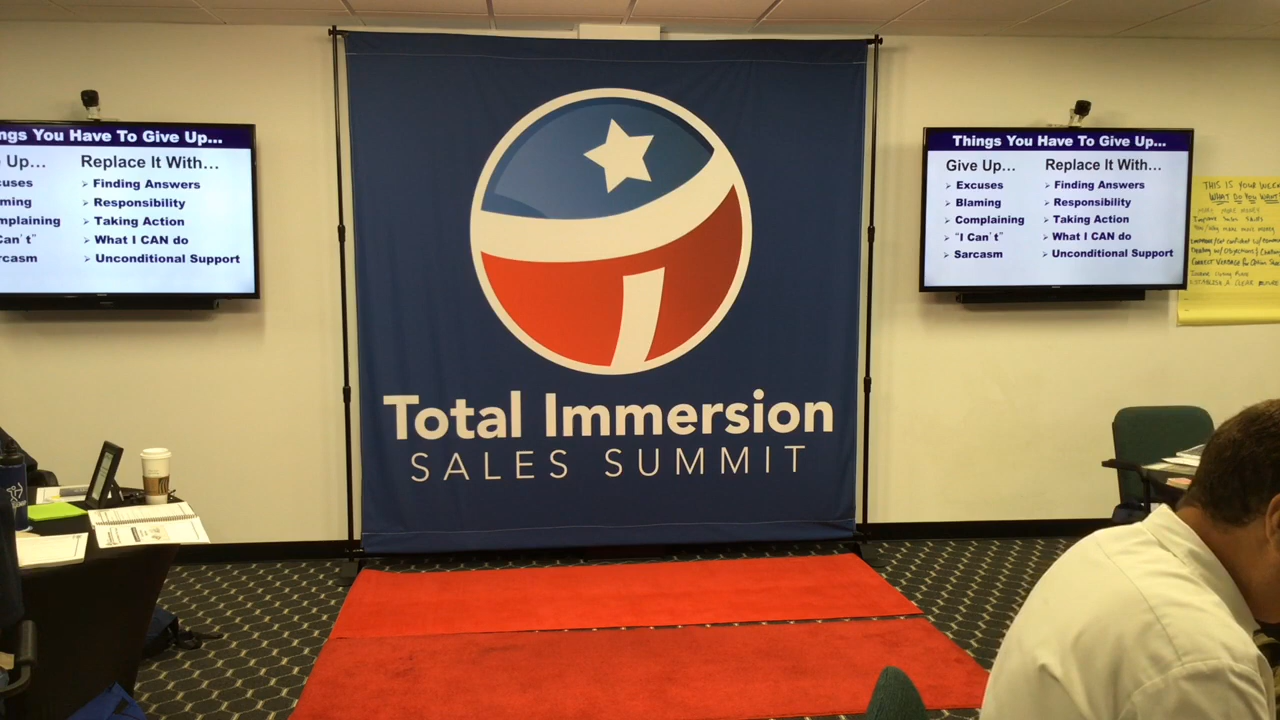 ngs You Have To Give Up...
Up...
Replace It With...
cuses
Finding Answers
ming
Responsibility
mplaining
Taking Action
Can't"
What I CAN do
rcasm
Unconditional Support
Total Immersion
SALES SUMMIT
Things You Have To Give Up...
Give Up...
Replace It With...
Excuses
Finding Answers
Blaming
Responsibility
Complaining
Taking Action
"I Can't"
What I CAN do
Sarcasm
Unconditional Support
THIS IS YOUR
WHAT DO YOU WANT
MAKE MORE MONEY